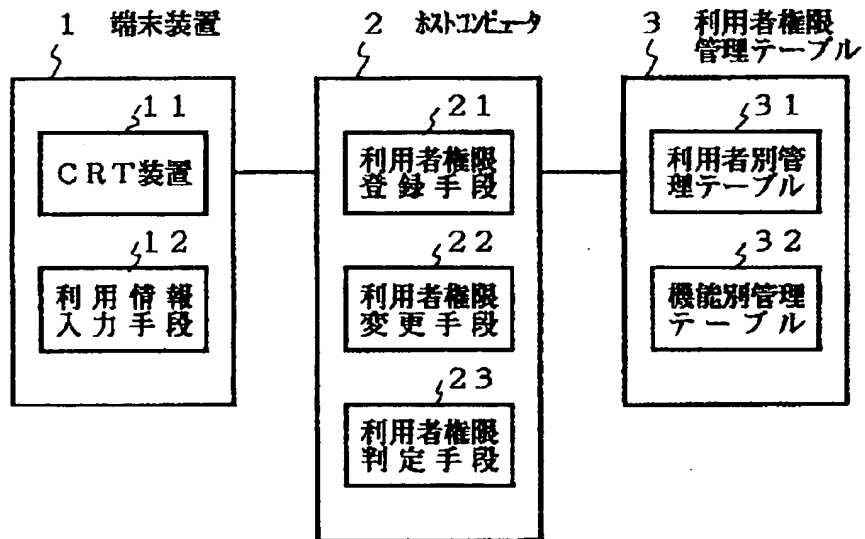 1 端末装置
11
CRT装置
12
利用情報
入力手段
2 ホストコンピュータ
21
利用者権限
登録手段
22
利用者権限
変更手段
23
利用者権限
判定手段
3 利用者権限
管理テーブル
31
利用者別管
理テーブル
32
機能別管理
テーブル